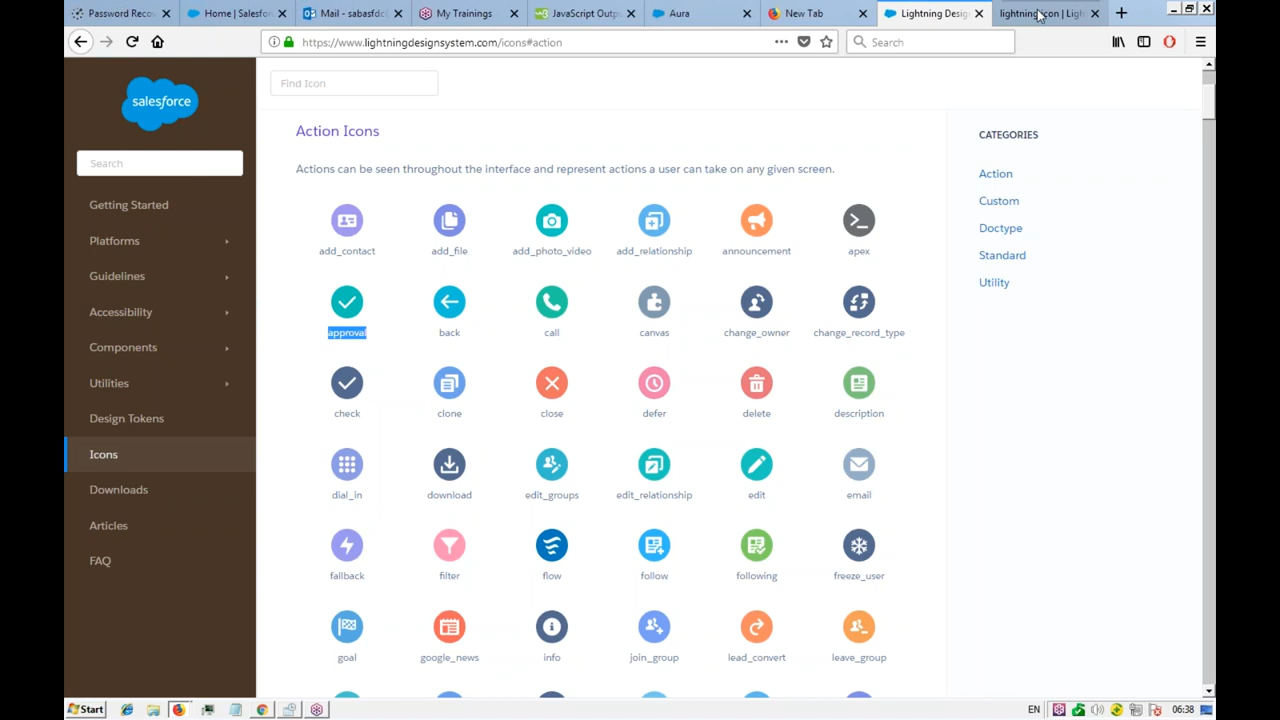 Password Recov
Home | Salesfor
Mail - sabasfdc(
My Trainings
JavaScript Outpu
Aura
New Tab
Lightning Desig
lightning:icon | Ligh
https://www.lightningdesignsystem.com/icons#action
Search
salesforce
Search
Getting Started
Platforms
Guidelines
Accessibility
Components
Utilities
Design Tokens
Icons
Downloads
Articles
FAQ
Find Icon
Action Icons
Actions can be seen throughout the interface and represent actions a user can take on any given screen.
add_contact add_file add_photo_video add_relationship announcement apex
approval back call canvas change_owner change_record_type
check clone close defer delete description
dial_in download edit_groups edit_relationship edit email
fallback filter flow follow following freeze_user
goal google_news info join_group lead_convert leave_group
CATEGORIES
Action
Custom
Doctype
Standard
Utility
Start
EN
06:38